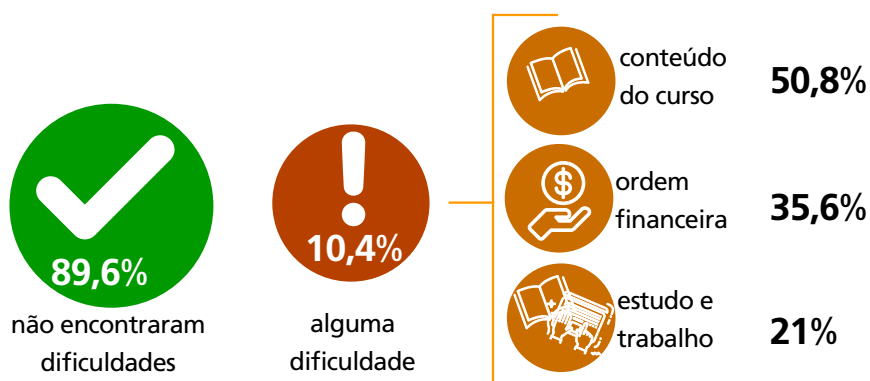 89,6%
não encontraram
dificuldades
10,4%
alguma
dificuldade
conteúdo
do curso
50,8%
ordem
financeira
35,6%
estudo e
trabalho
21%